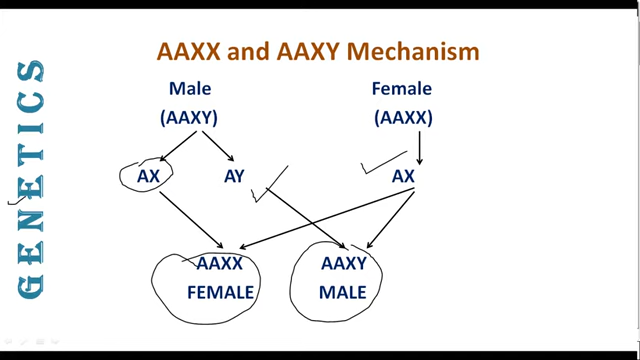 GENETICS
AAXX and AAXY Mechanism
Male
Female
(AAXY)
(AAXX)
AX
AY
AX
AAXX
FEMALE
AAXY
MALE